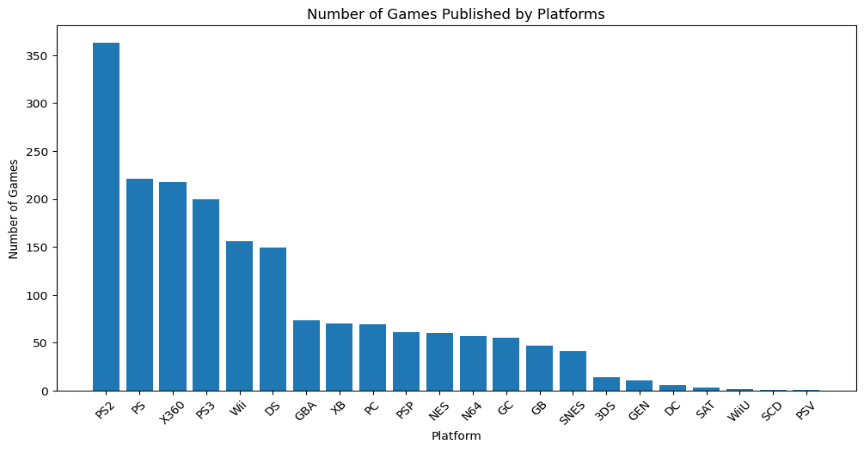 Number of Games Published by Platforms
Number of Games
350
300
250
200
150
100
50
0
PS2 PS X360 PS3 Wii DS GBA XB PC PSP NES N64 GC GB SNES 3DS GEN DC SAT WiiU SCD PSV
Platform